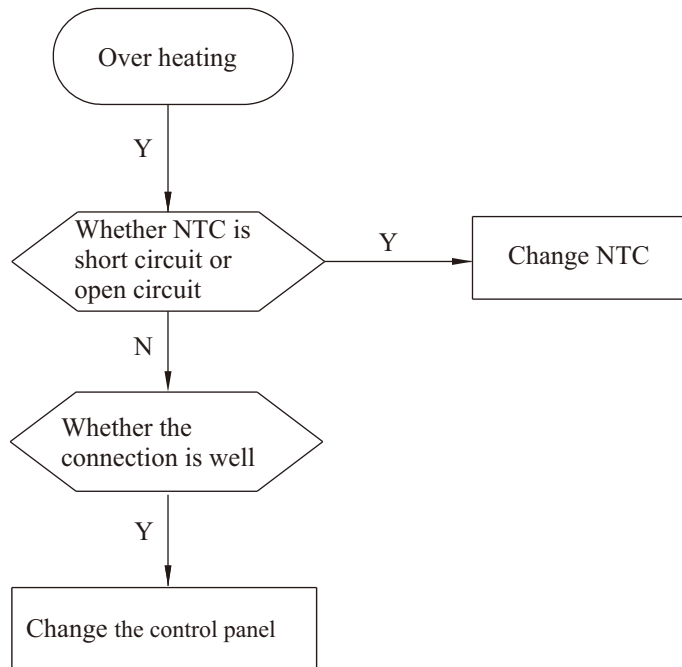 Over heating
Y
Whether NTC is
short circuit or
open circuit
Y
Change NTC
N
Whether the
connection is well
Y
Change the control panel